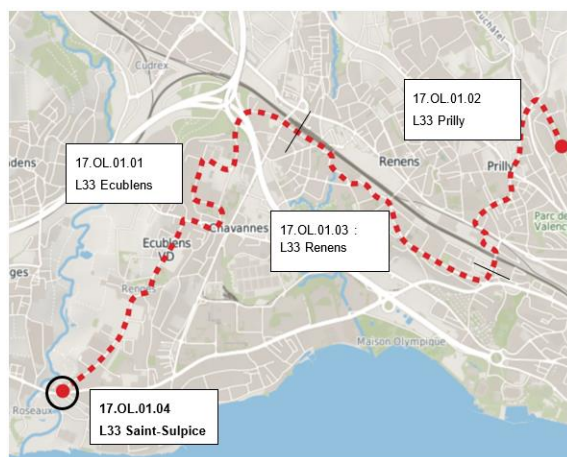 Cudrex
17.OL.01.02
L33 Prilly
17.OL.01.01
L33 Ecublens
Renens
Prilly
17.OL.01.03 :
L33 Renens
Chavannes
Parc de
Valency
Ecublens
VD
Maison Olympique
17.OL.01.04
L33 Saint-Sulpice
Roseaux